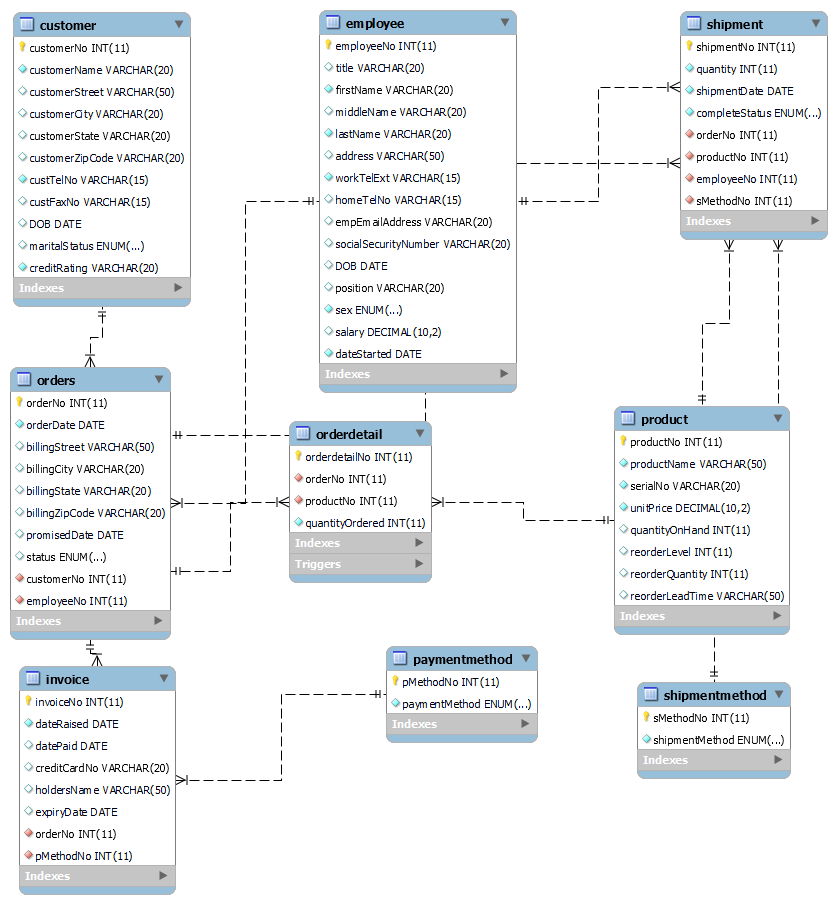 customer
customerNo INT(11)
customerName VARCHAR(20)
customerStreet VARCHAR(50)
customerCity VARCHAR(20)
customerState VARCHAR(20)
customerZipCode VARCHAR(20)
custTelNo VARCHAR(15)
custFaxNo VARCHAR(15)
DOB DATE
maritalStatus ENUM(...)
creditRating VARCHAR(20)
Indexes
employee
employeeNo INT(11)
title VARCHAR(20)
firstName VARCHAR(20)
middleName VARCHAR(20)
lastName VARCHAR(20)
address VARCHAR(50)
workTelExt VARCHAR(15)
homeTelNo VARCHAR(15)
empEmailAddress VARCHAR(20)
socialSecurityNumber VARCHAR(20)
DOB DATE
position VARCHAR(20)
sex ENUM(...)
salary DECIMAL(10,2)
dateStarted DATE
Indexes
shipment
shipmentNo INT(11)
quantity INT(11)
shipmentDate DATE
completeStatus ENUM(...)
orderNo INT(11)
productNo INT(11)
employeeNo INT(11)
sMethodNo INT(11)
Indexes
orders
orderNo INT(11)
orderDate DATE
billingStreet VARCHAR(50)
billingCity VARCHAR(20)
billingState VARCHAR(20)
billingZipCode VARCHAR(20)
promisedDate DATE
status ENUM(...)
customerNo INT(11)
employeeNo INT(11)
Indexes
orderdetail
orderdetailNo INT(11)
orderNo INT(11)
productNo INT(11)
quantityOrdered INT(11)
Indexes
Triggers
product
productNo INT(11)
productName VARCHAR(50)
serialNo VARCHAR(20)
unitPrice DECIMAL(10,2)
quantityOnHand INT(11)
reorderLevel INT(11)
reorderQuantity INT(11)
reorderLeadTime VARCHAR(50)
Indexes
invoice
invoiceNo INT(11)
dateRaised DATE
datePaid DATE
creditCardNo VARCHAR(20)
holdersName VARCHAR(50)
expiryDate DATE
orderNo INT(11)
pMethodNo INT(11)
Indexes
paymentmethod
pMethodNo INT(11)
paymentMethod ENUM(...)
Indexes
shipmentmethod
sMethodNo INT(11)
shipmentMethod ENUM(...)
Indexes